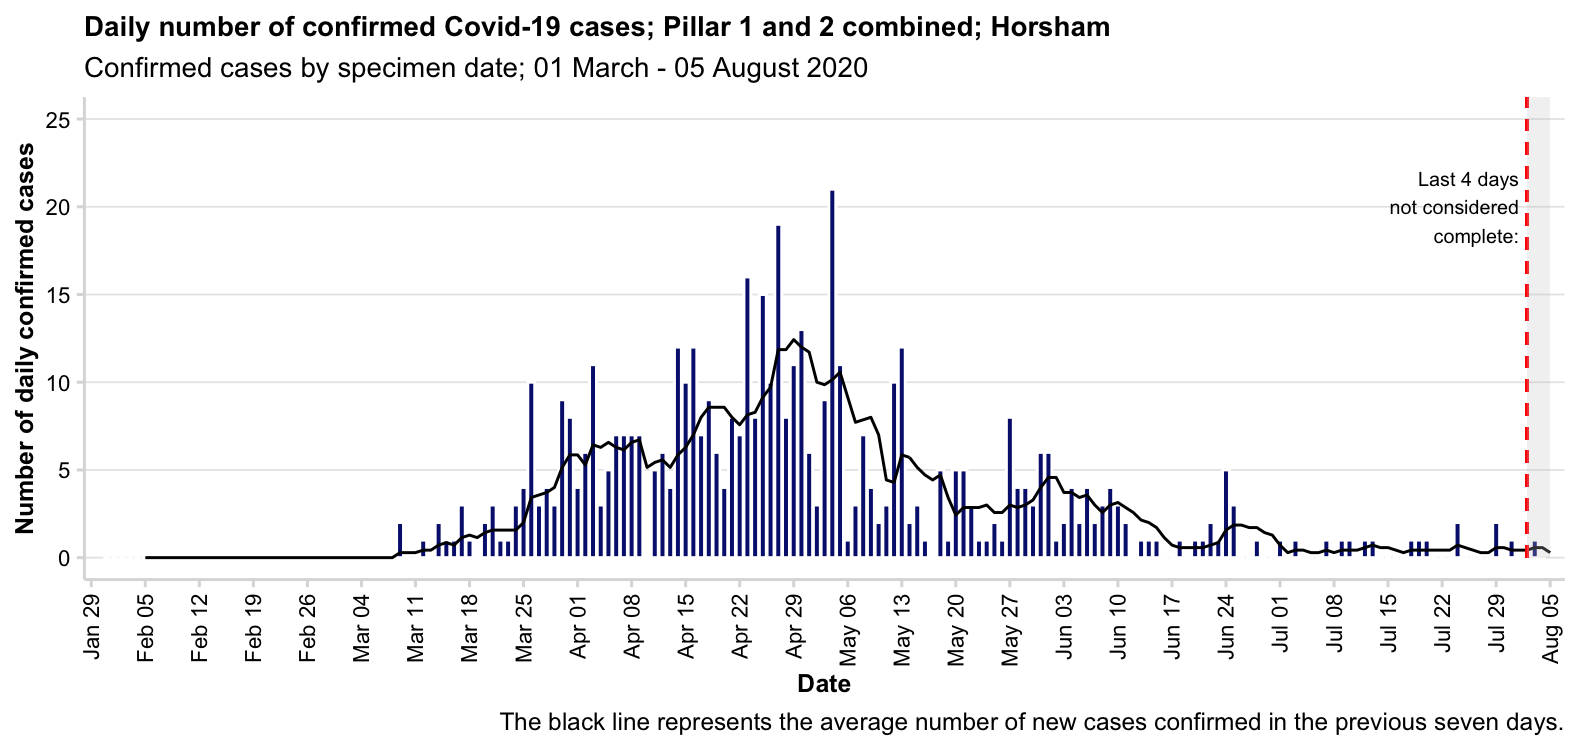 Daily number of confirmed Covid-19 cases; Pillar 1 and 2 combined; Horsham
Confirmed cases by specimen date; 01 March - 05 August 2020
Number of daily confirmed cases
25
20
15
10
5
0
Last 4 days
not considered
complete:
Jan 29
Feb 05
Feb 12
Feb 19
Feb 26
Mar 04
Mar 11
Mar 18
Mar 25
Apr 01
Apr 08
Apr 15
Apr 22
Apr 29
May 06
May 13
May 20
May 27
Jun 03
Jun 10
Jun 17
Jun 24
Jul 01
Jul 08
Jul 15
Jul 22
Jul 29
Aug 05
Date
The black line represents the average number of new cases confirmed in the previous seven days.